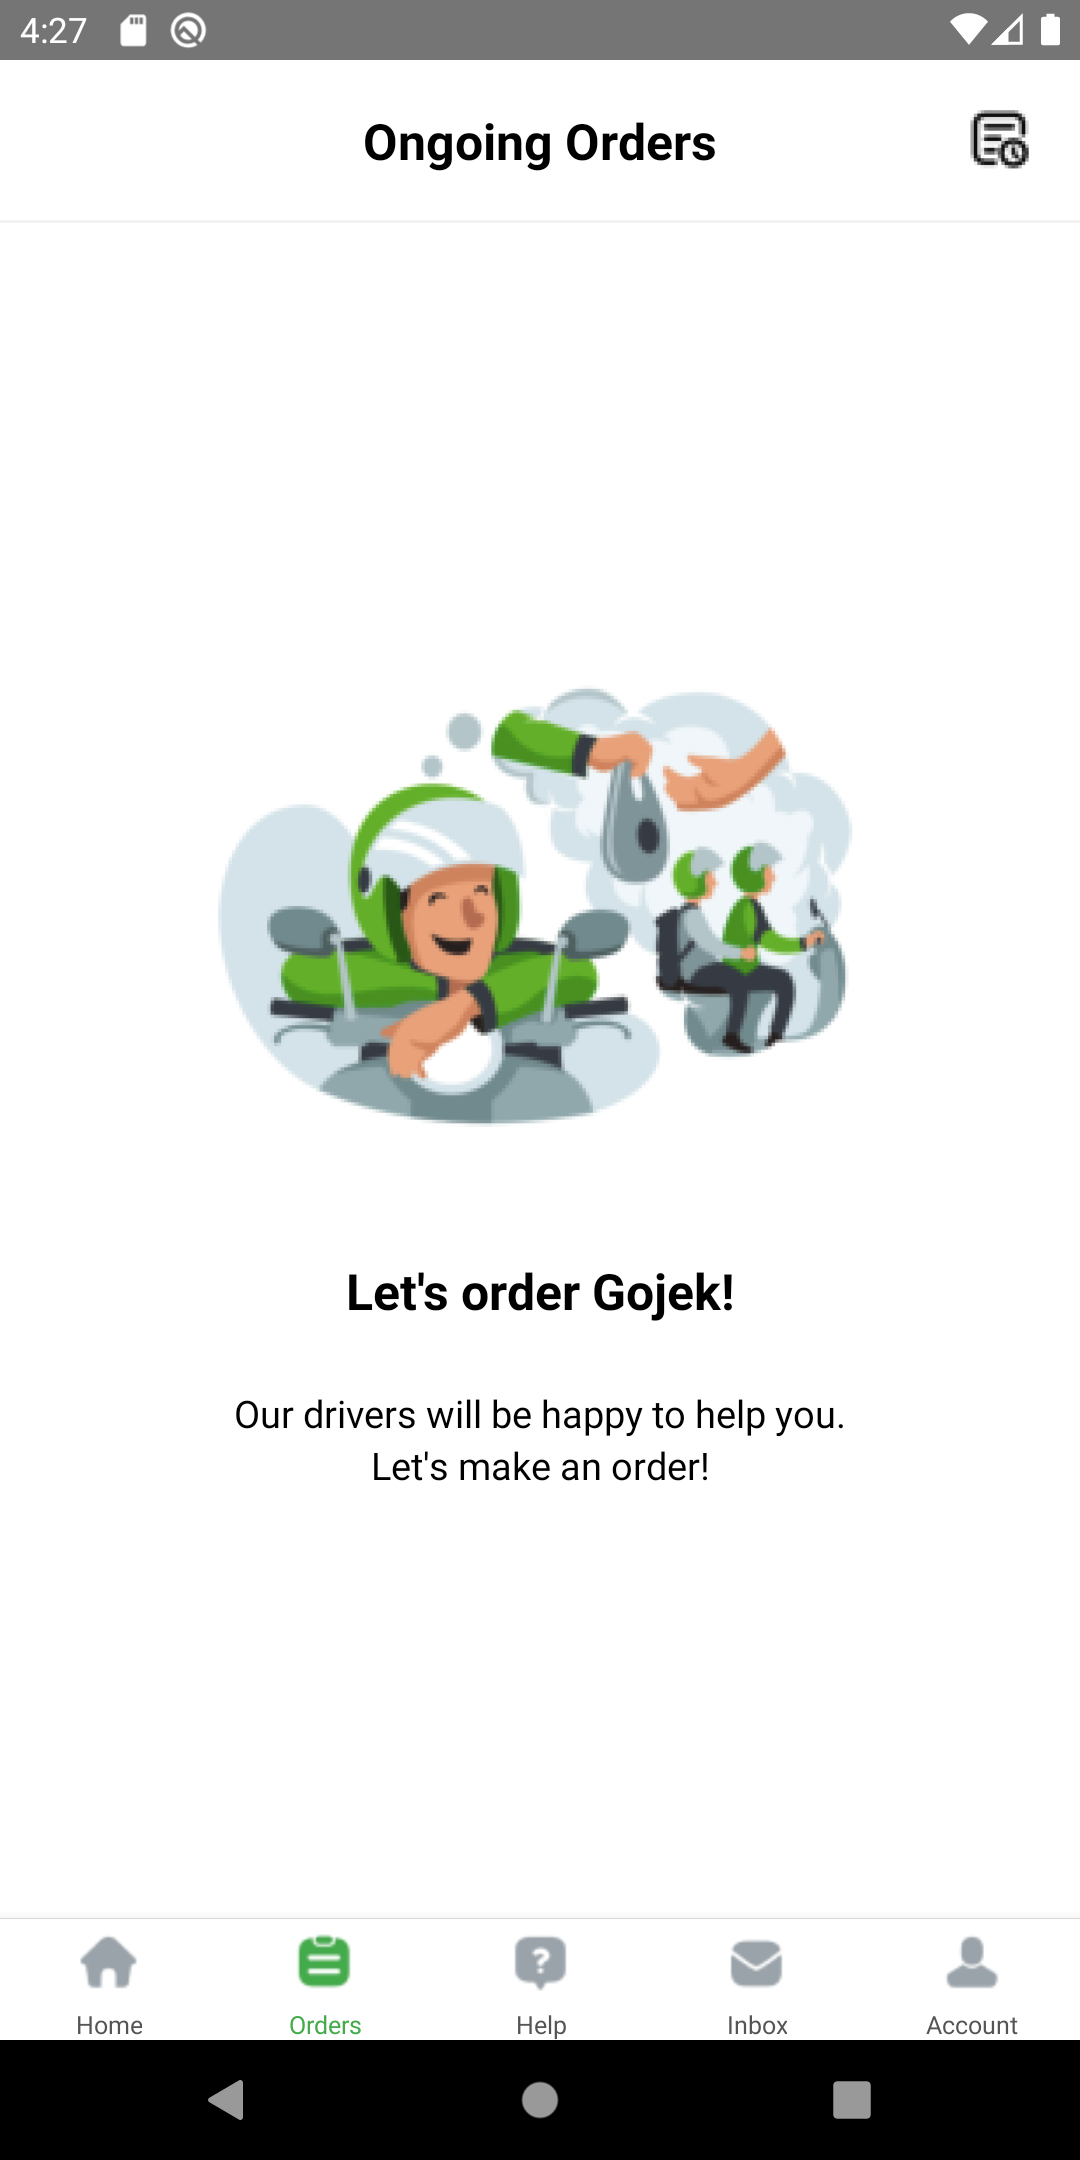 4:27
Ongoing Orders
Let's order Gojek!
Our drivers will be happy to help you.
Let's make an order!
Home
Orders
Help
Inbox
Account